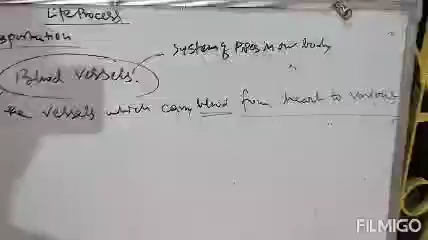 Life Process
sportation
System of Pipes in our body
Blood vessels.
the vessels which carry blood from heart to various
FILMIGO